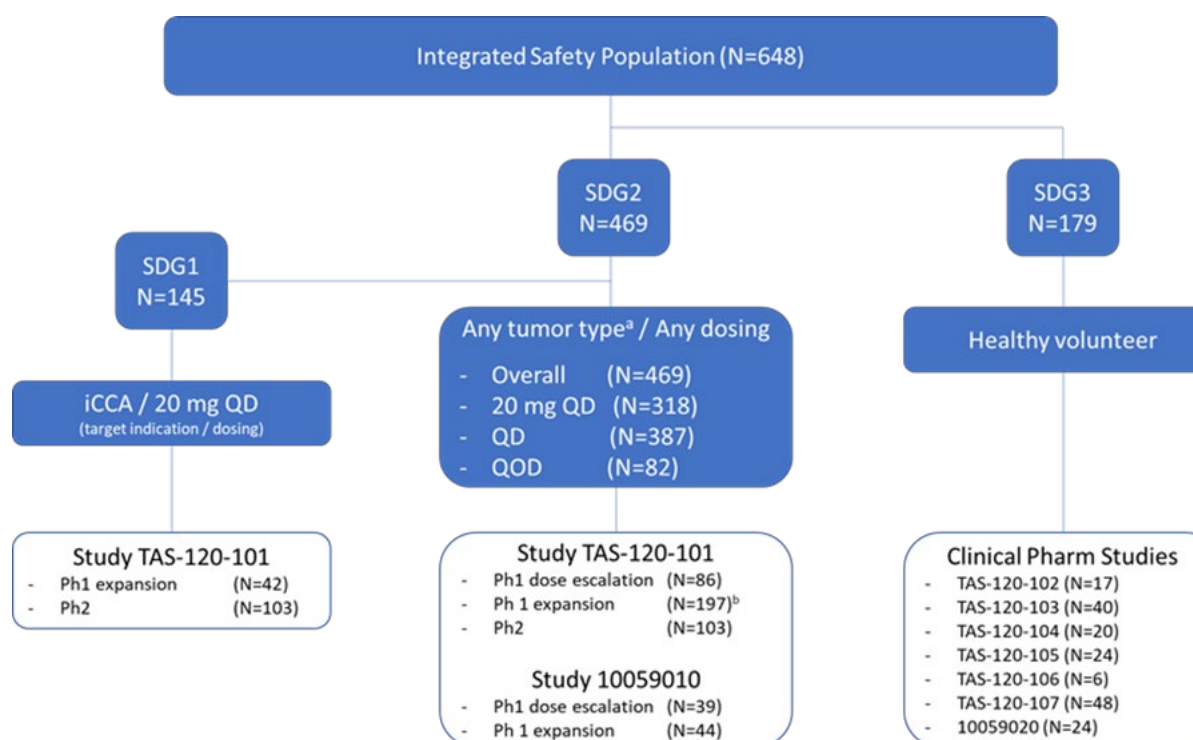 Integrated Safety Population (N=648)
SDG2
N=469
SDG3
N=179
SDG1
N=145
Any tumor typeᵃ / Any dosing
- Overall (N=469)
- 20 mg QD (N=318)
- QD (N=387)
- QOD (N=82)
Healthy volunteer
iCCA / 20 mg QD
(target indication / dosing)
Study TAS-120-101
- Ph1 expansion (N=42)
- Ph2 (N=103)
Study TAS-120-101
- Ph1 dose escalation (N=86)
- Ph 1 expansion (N=197)ᵇ
- Ph2 (N=103)
Study 10059010
- Ph1 dose escalation (N=39)
- Ph 1 expansion (N=44)
Clinical Pharm Studies
- TAS-120-102 (N=17)
- TAS-120-103 (N=40)
- TAS-120-104 (N=20)
- TAS-120-105 (N=24)
- TAS-120-106 (N=6)
- TAS-120-107 (N=48)
- 10059020 (N=24)